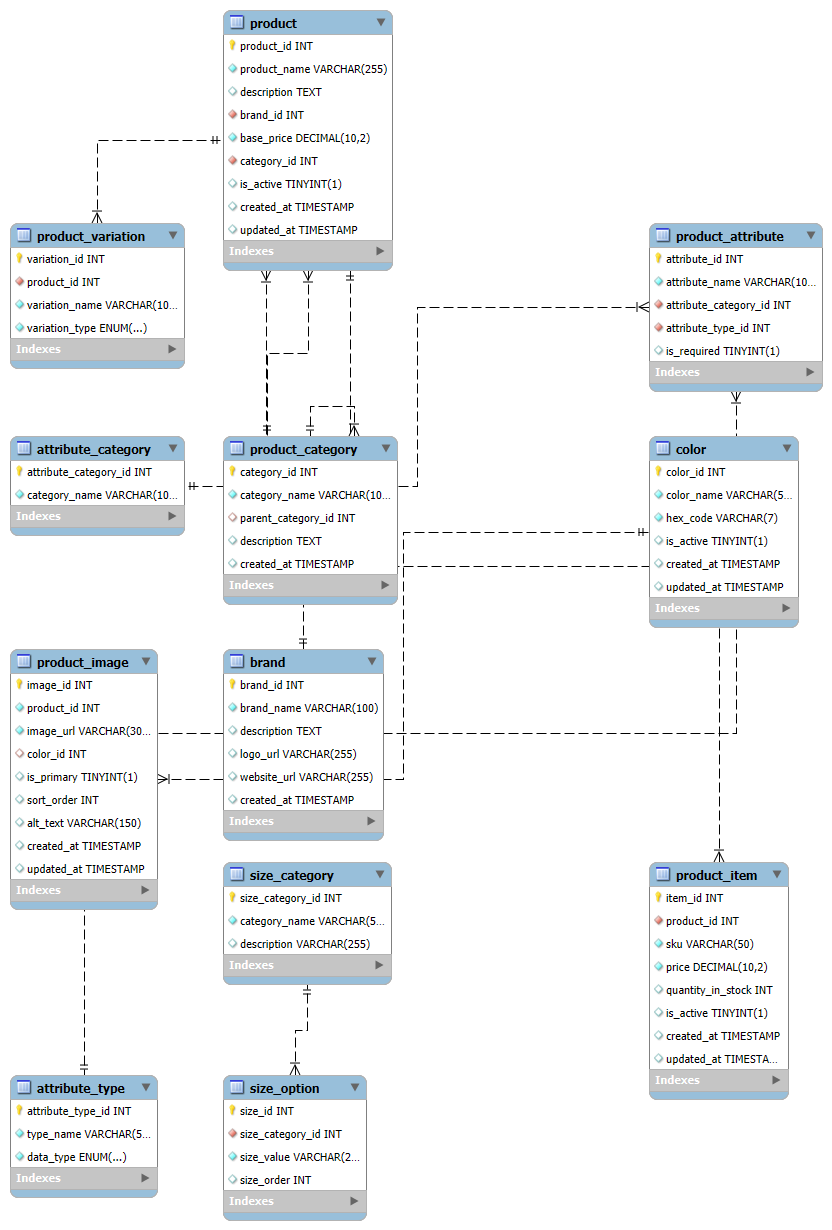 product
product_id INT
product_name VARCHAR(255)
description TEXT
brand_id INT
base_price DECIMAL(10,2)
category_id INT
is_active TINYINT(1)
created_at TIMESTAMP
updated_at TIMESTAMP
Indexes
product_variation
variation_id INT
product_id INT
variation_name VARCHAR(10...
variation_type ENUM(...)
Indexes
product_attribute
attribute_id INT
attribute_name VARCHAR(10...
attribute_category_id INT
attribute_type_id INT
is_required TINYINT(1)
Indexes
attribute_category
attribute_category_id INT
category_name VARCHAR(10...
Indexes
product_category
category_id INT
category_name VARCHAR(10...
parent_category_id INT
description TEXT
created_at TIMESTAMP
Indexes
color
color_id INT
color_name VARCHAR(5...
hex_code VARCHAR(7)
is_active TINYINT(1)
created_at TIMESTAMP
updated_at TIMESTAMP
Indexes
product_image
image_id INT
product_id INT
image_url VARCHAR(30...
color_id INT
is_primary TINYINT(1)
sort_order INT
alt_text VARCHAR(150)
created_at TIMESTAMP
updated_at TIMESTAMP
Indexes
brand
brand_id INT
brand_name VARCHAR(100)
description TEXT
logo_url VARCHAR(255)
website_url VARCHAR(255)
created_at TIMESTAMP
Indexes
size_category
size_category_id INT
category_name VARCHAR(5...
description VARCHAR(255)
Indexes
product_item
item_id INT
product_id INT
sku VARCHAR(50)
price DECIMAL(10,2)
quantity_in_stock INT
is_active TINYINT(1)
created_at TIMESTAMP
updated_at TIMESTA...
Indexes
attribute_type
attribute_type_id INT
type_name VARCHAR(5...
data_type ENUM(...)
Indexes
size_option
size_id INT
size_category_id INT
size_value VARCHAR(2...
size_order INT
Indexes